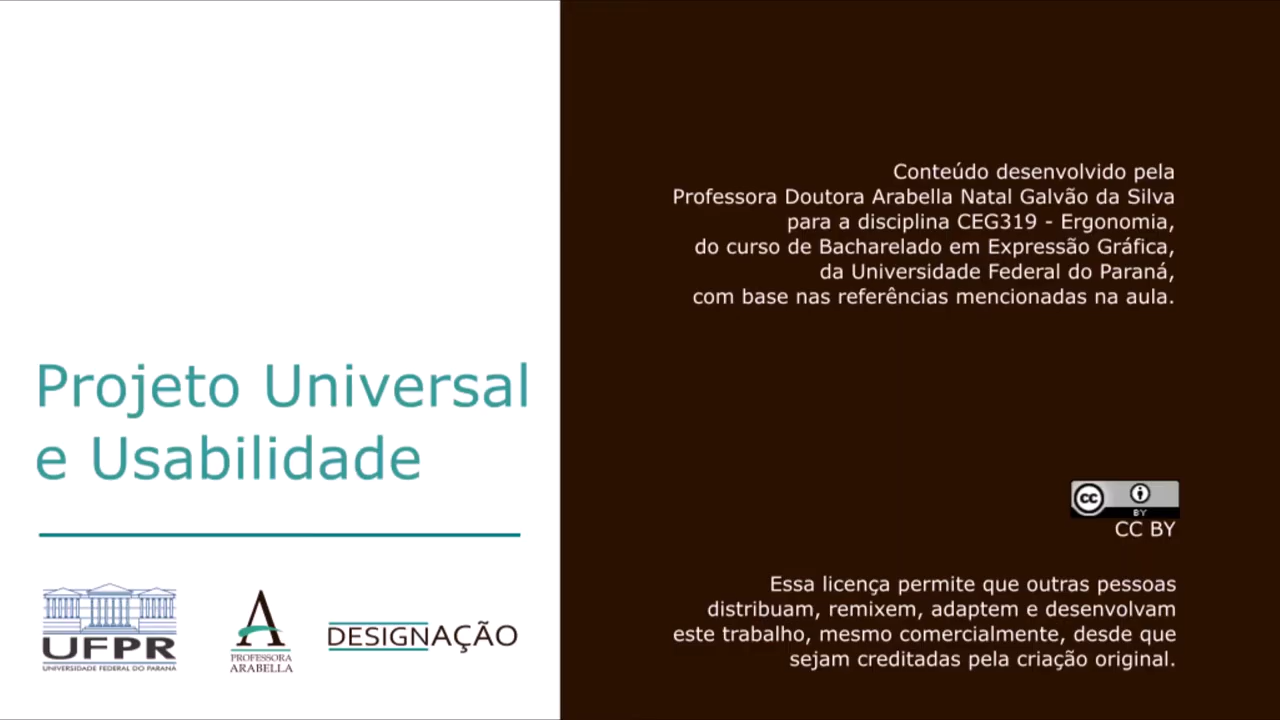 Projeto Universal
e Usabilidade
UFPR
UNIVERSIDADE FEDERAL DO PARANÁ
A
PROFESSORA
ARABELLA
DESIGNAÇÃO
Conteúdo desenvolvido pela
Professora Doutora Arabella Natal Galvão da Silva
para a disciplina CEG319 - Ergonomia,
do curso de Bacharelado em Expressão Gráfica,
da Universidade Federal do Paraná,
com base nas referências mencionadas na aula.
cc
BY
CC BY
Essa licença permite que outras pessoas
distribuam, remixem, adaptem e desenvolvam
este trabalho, mesmo comercialmente, desde que
sejam creditadas pela criação original.